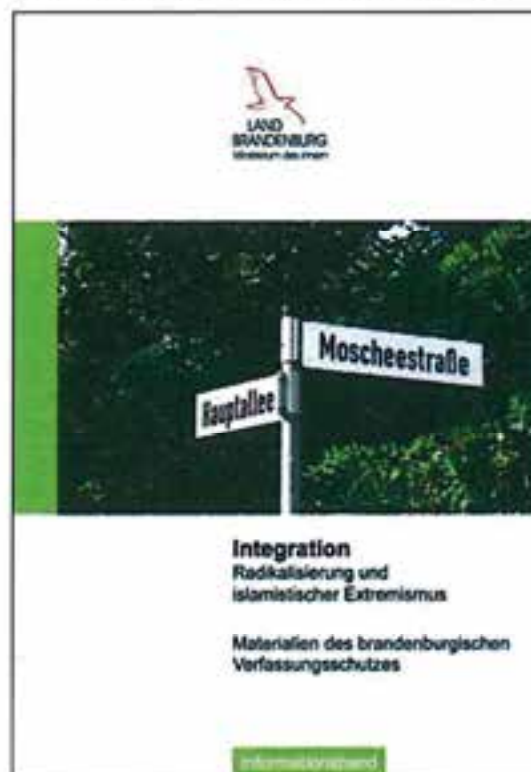 LAND
BRANDENBURG
Ministerium des Innern
Moscheestraße
Hauptallee
Integration
Radikalisierung und
islamistischer Extremismus
Materialien des brandenburgischen
Verfassungsschutzes
Informationsband